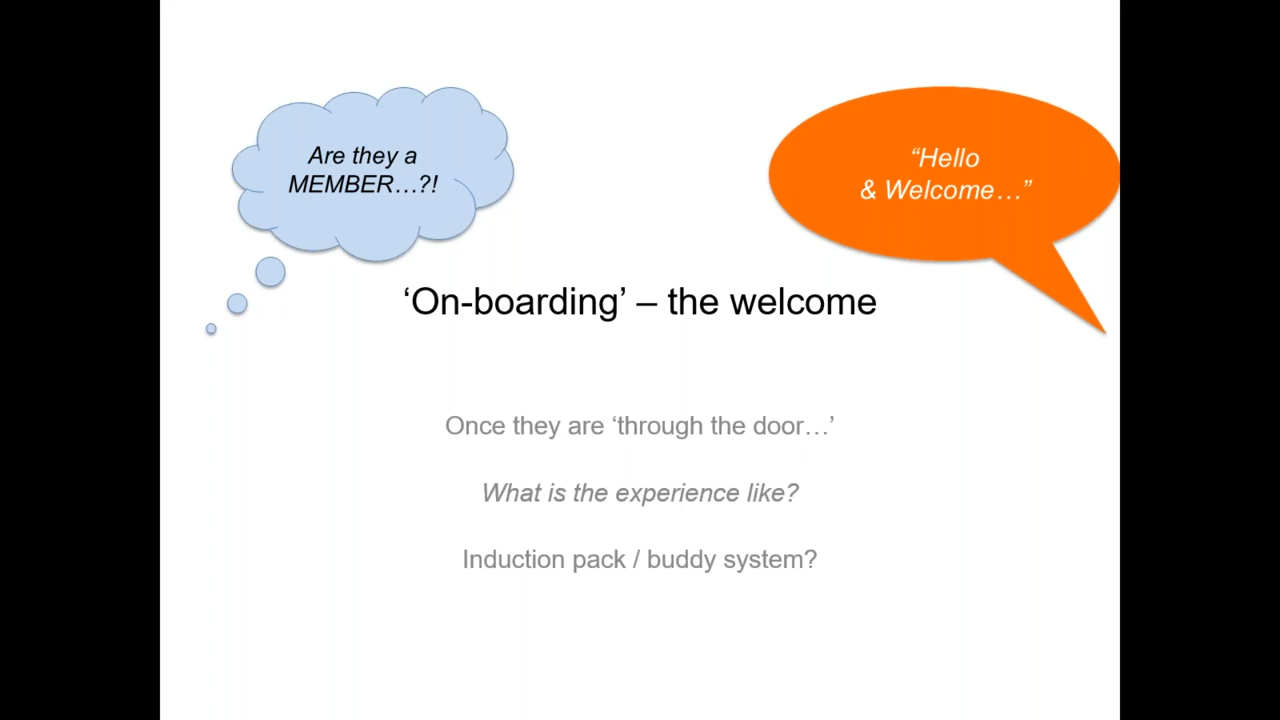 Are they a
MEMBER…?!
“Hello
& Welcome…”
‘On-boarding’ – the welcome
Once they are ‘through the door…’
What is the experience like?
Induction pack / buddy system?